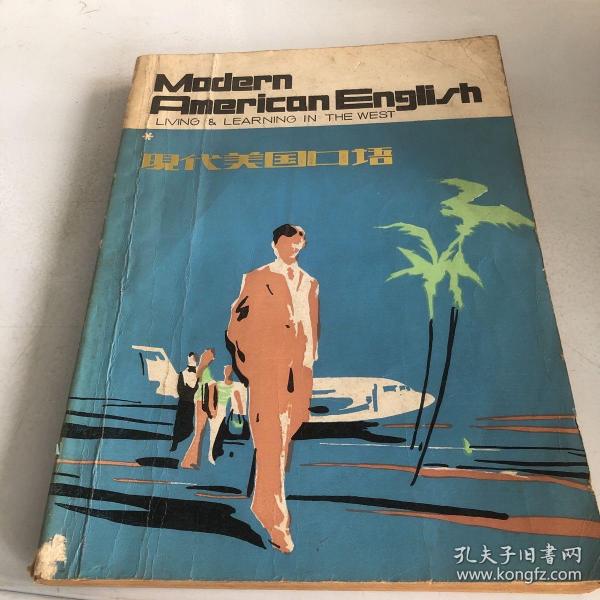 Modern
American English
LIVING & LEARNING IN THE WEST
*
現代美国口语
孔夫子旧书网
www.kongfz.com